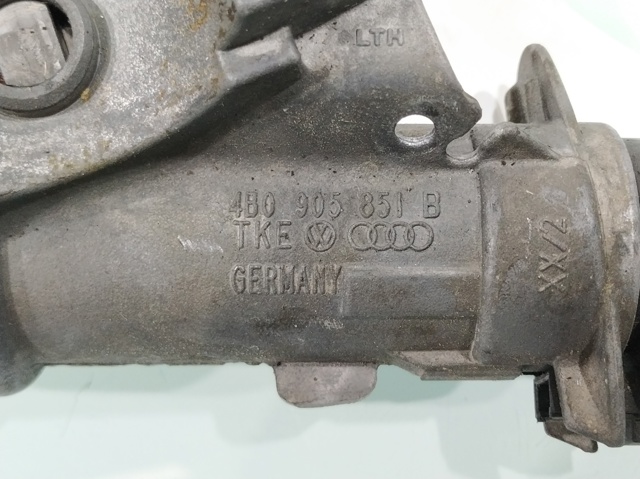 LTH
4B0 905 851 B
TKE
GERMANY
XX/2